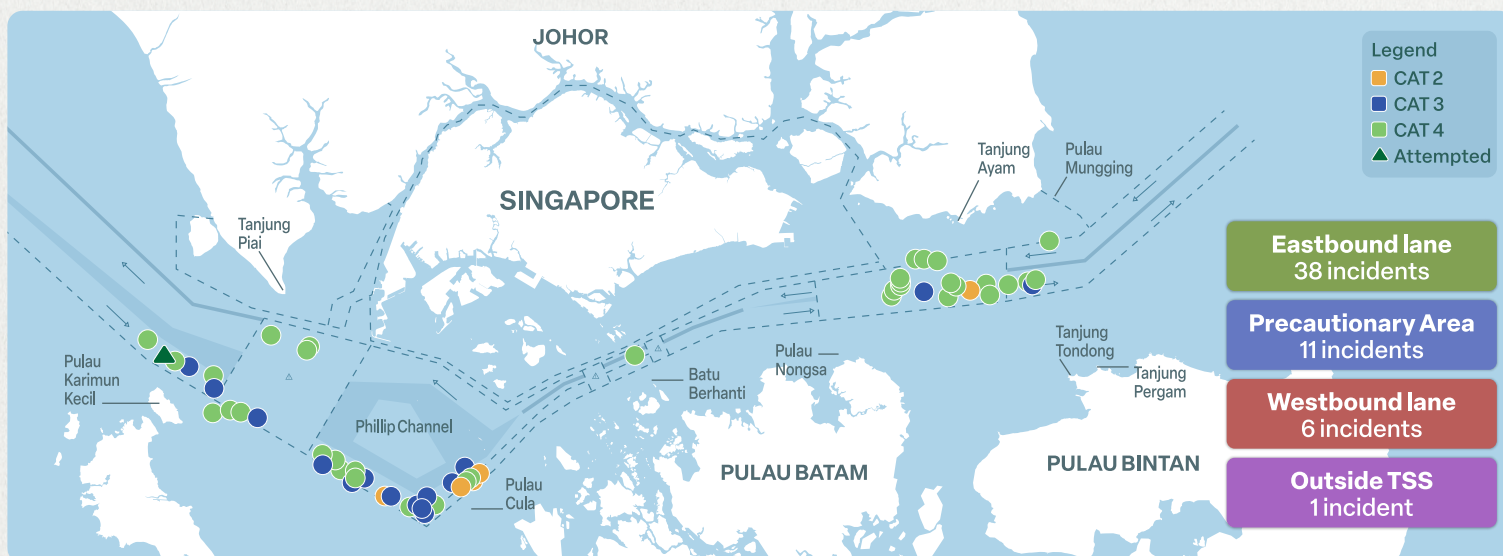 JOHOR
Legend
CAT 2
CAT 3
CAT 4
Attempted
Tanjung
Ayam
Pulau
Mungging
SINGAPORE
Tanjung
Piai
Eastbound lane
38 incidents
Precautionary Area
11 incidents
Westbound lane
6 incidents
Outside TSS
1 incident
Pulau
Karimun
Kecil
Pulau
Nongsa
Batu
Berhanti
Tanjung
Tondong
Tanjung
Pergam
Phillip Channel
PULAU BATAM
PULAU BINTAN
Pulau
Cula